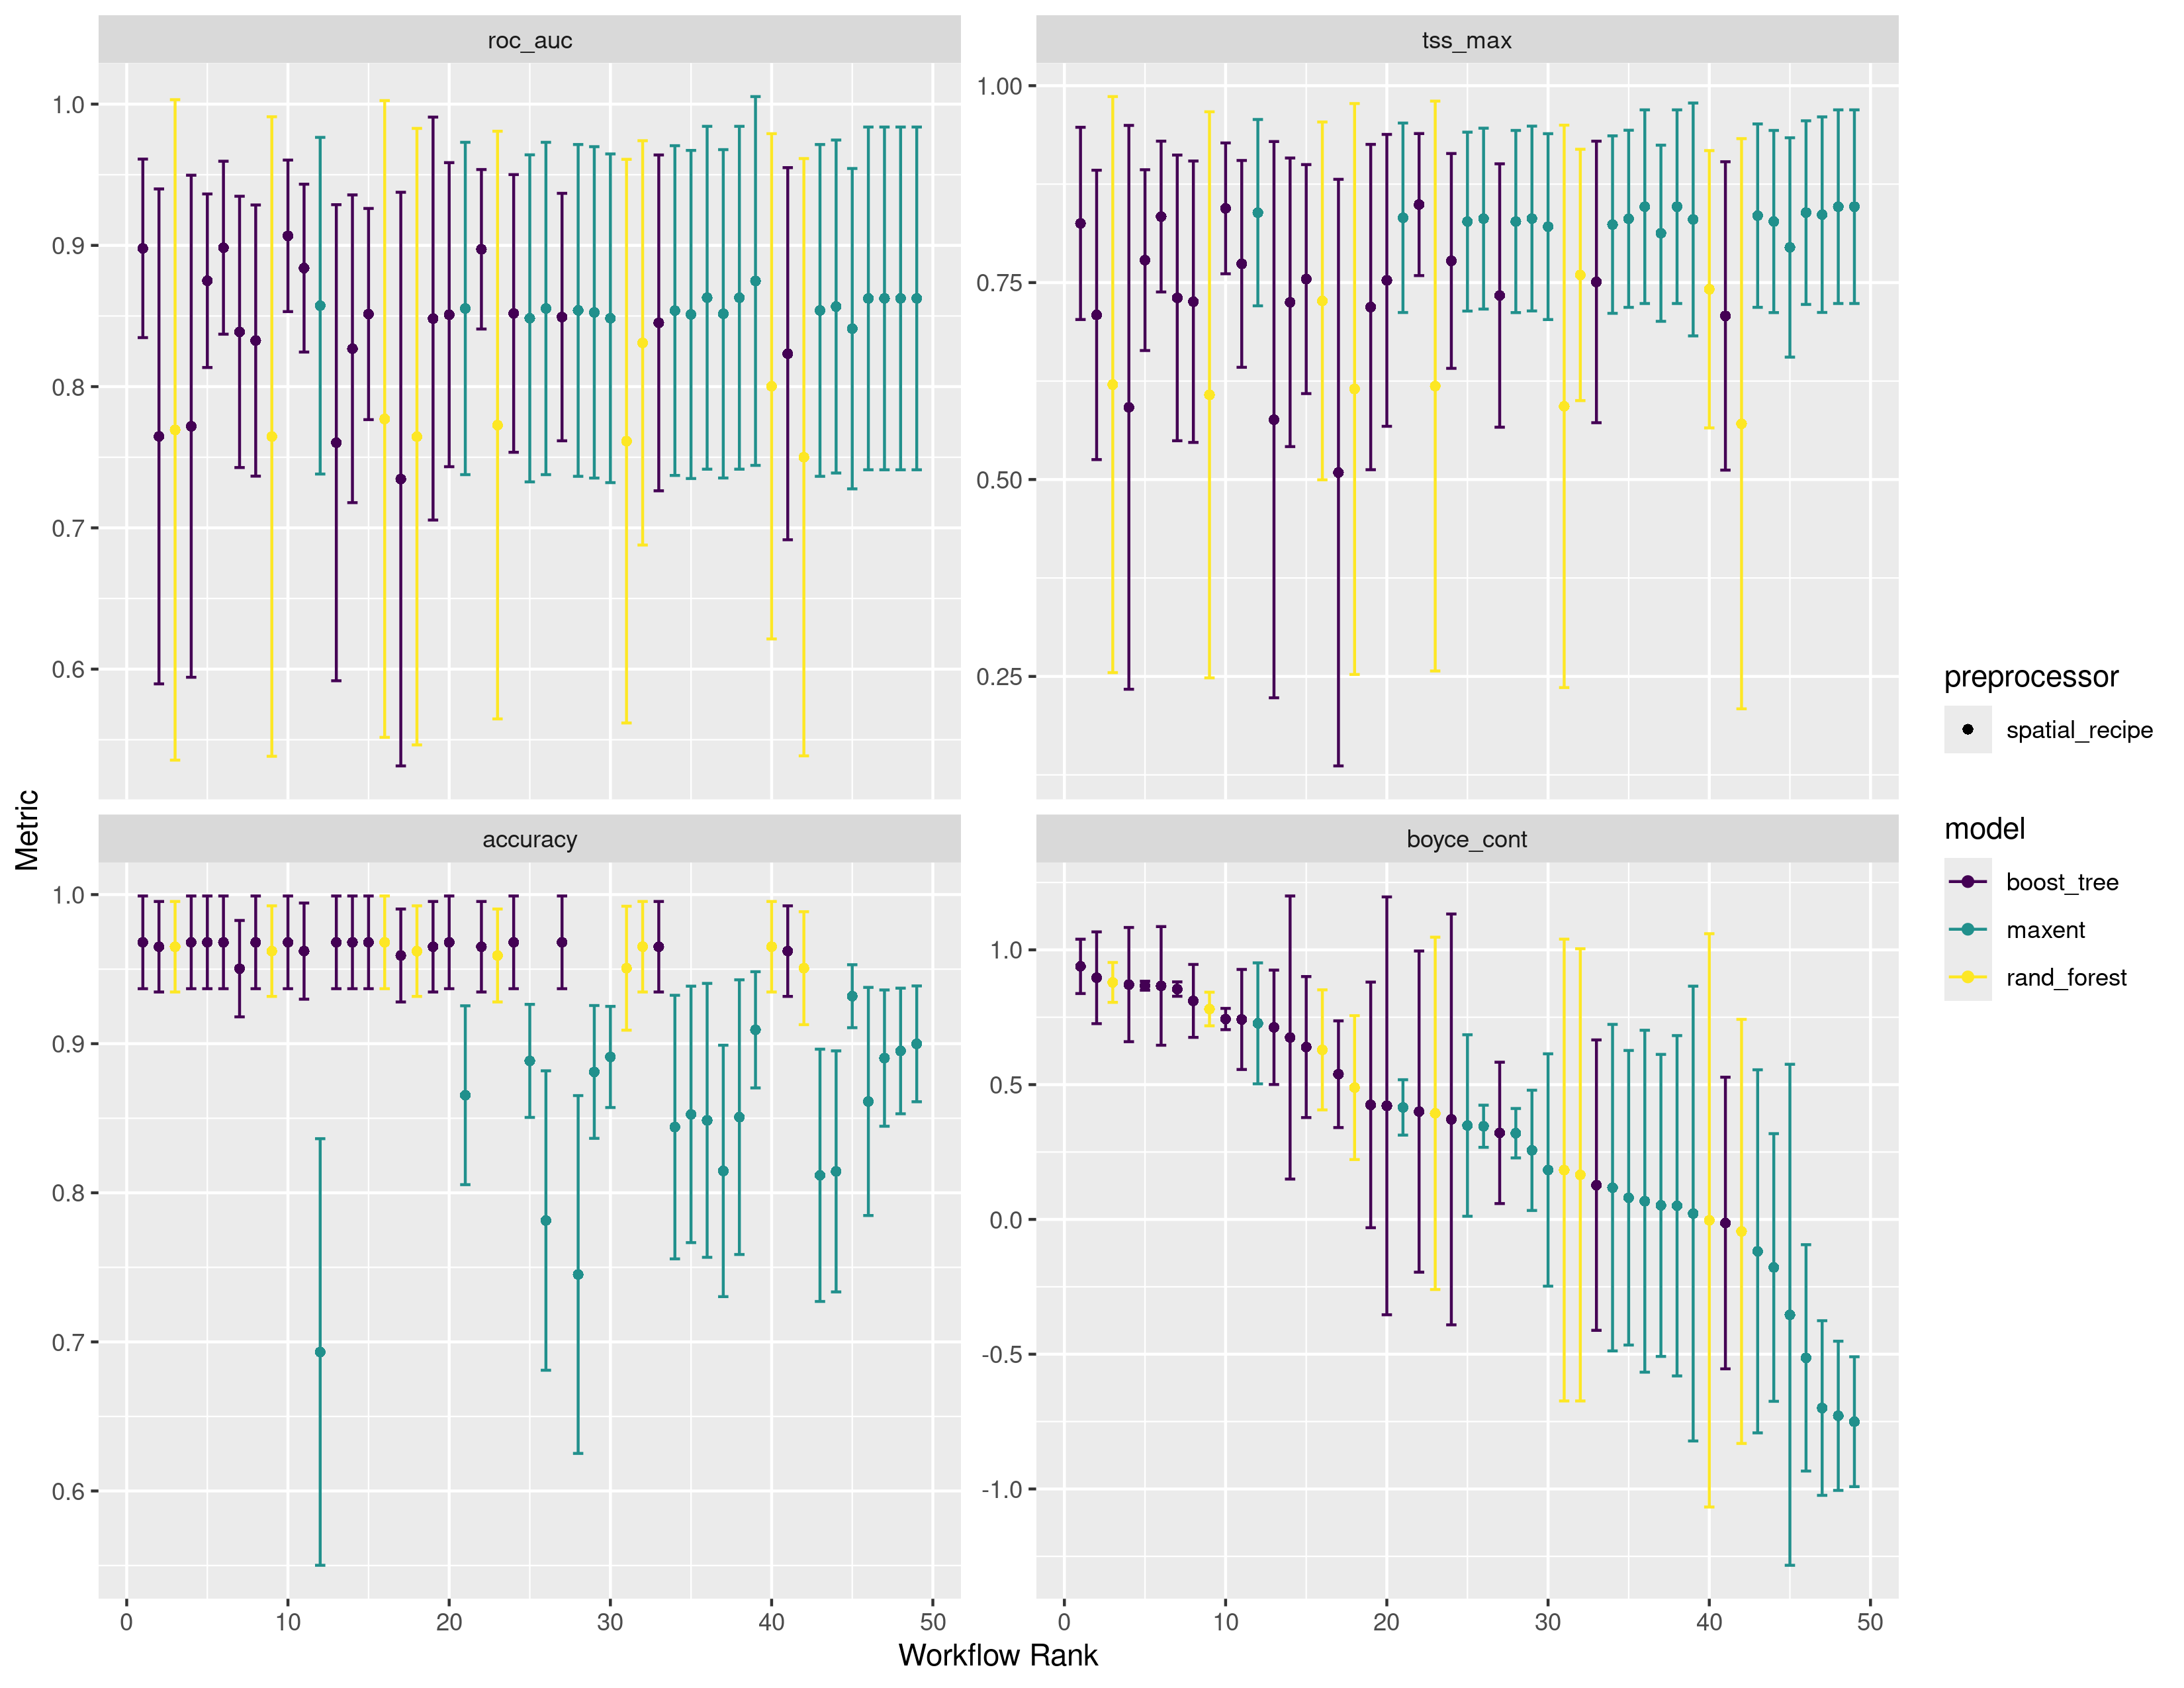 roc_auc
tss_max
1.0
0.9
0.8
0.7
0.6
1.00
0.75
0.50
0.25
accuracy
boyce_cont
1.0
0.9
0.8
0.7
0.6
1.0
0.5
0.0
-0.5
-1.0
0 10 20 30 40 50
0 10 20 30 40 50
Workflow Rank
Metric
preprocessor
spatial_recipe
model
boost_tree
maxent
rand_forest